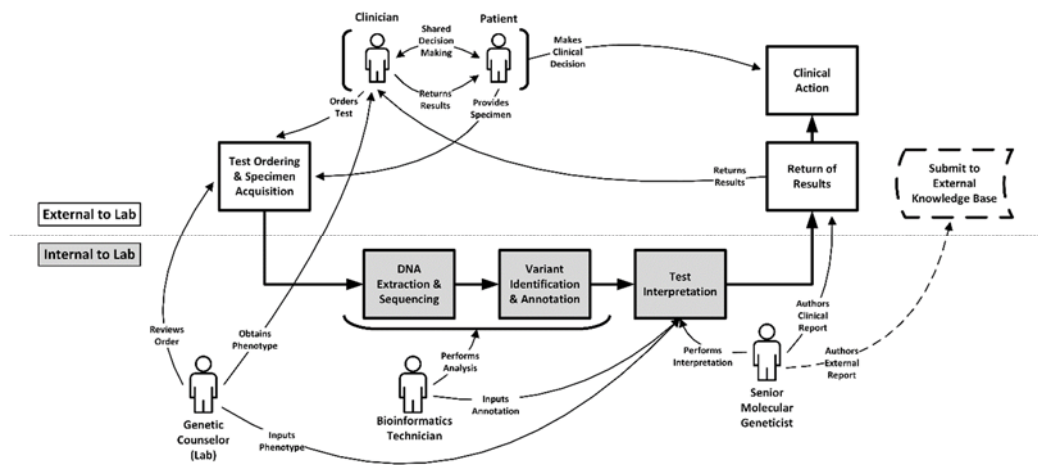 Clinician
Patient
Shared
Decision
Making
Makes
Clinical
Decision
Returns
Results
Orders
Test
Provides
Specimen
Clinical
Action
Test Ordering
& Specimen
Acquisition
Returns
Results
Return of
Results
Submit to
External
Knowledge Base
External to Lab
Internal to Lab
DNA
Extraction &
Sequencing
Variant
Identification
& Annotation
Test
Interpretation
Reviews
Order
Obtains
Phenotype
Performs
Analysis
Performs
Interpretation
Authors
Clinical
Report
Authors
External
Report
Inputs
Annotation
Genetic
Counselor
(Lab)
Inputs
Phenotype
Bioinformatics
Technician
Senior
Molecular
Geneticist